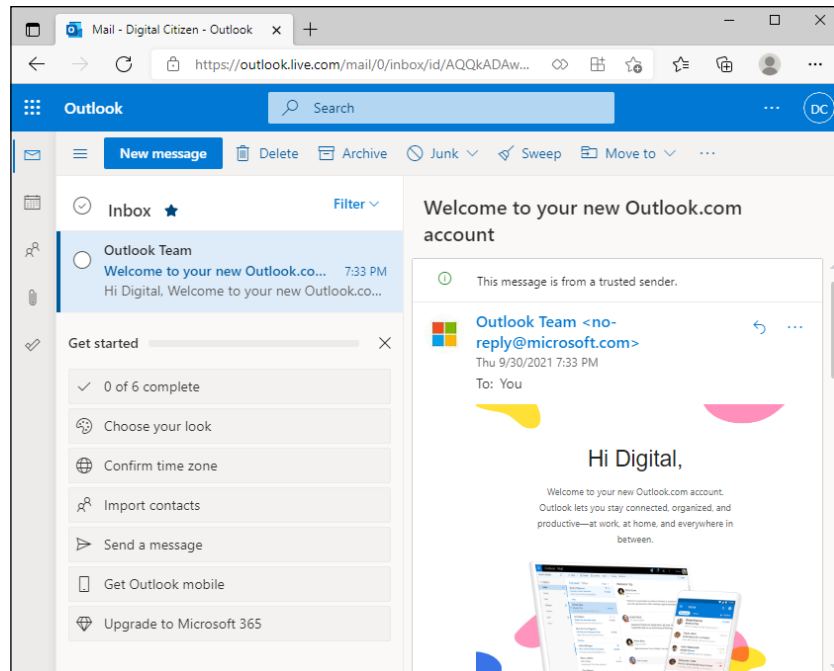 Mail - Digital Citizen - Outlook
https://outlook.live.com/mail/0/inbox/id/AQQkADAw...
Outlook
Search
DC
New message
Delete
Archive
Junk
Sweep
Move to
Inbox
Filter
Outlook Team
Welcome to your new Outlook.co...
7:33 PM
Hi Digital, Welcome to your new Outlook.co...
Get started
0 of 6 complete
Choose your look
Confirm time zone
Import contacts
Send a message
Get Outlook mobile
Upgrade to Microsoft 365
Welcome to your new Outlook.com
account
This message is from a trusted sender.
Outlook Team <no-
reply@microsoft.com>
Thu 9/30/2021 7:33 PM
To: You
Hi Digital,
Welcome to your new Outlook.com account.
Outlook lets you stay connected, organized, and
productive—at work, at home, and everywhere in
between.